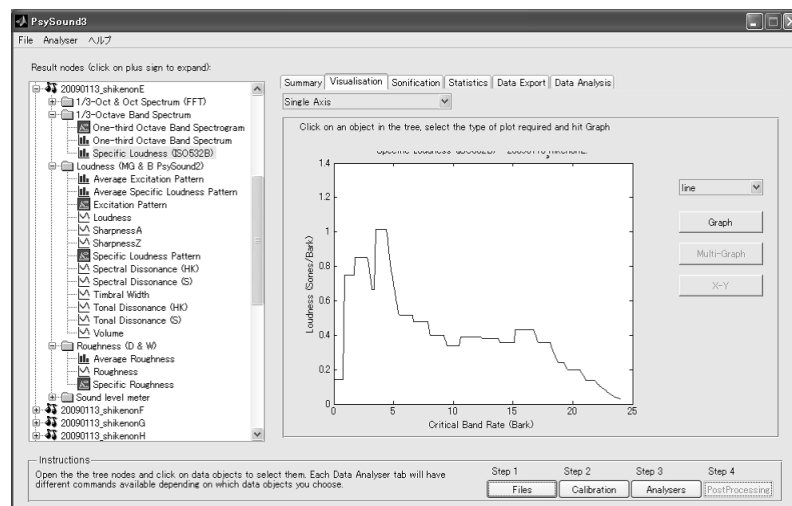 PsySound3
File Analyser ヘルプ
Result nodes (click on plus sign to expand):
20090113_shikenonE
1/3-Oct & Oct Spectrum (FFT)
1/3-Octave Band Spectrum
One-third Octave Band Spectrogram
One-third Octave Band Spectrum
Specific Loudness (ISO532B)
Loudness (MG & B PsySound2)
Average Excitation Pattern
Average Specific Loudness Pattern
Excitation Pattern
Loudness
SharpnessA
SharpnessZ
Specific Loudness Pattern
Spectral Dissonance (HK)
Spectral Dissonance (S)
Timbral Width
Tonal Dissonance (HK)
Tonal Dissonance (S)
Volume
Roughness (D & W)
Average Roughness
Roughness
Specific Roughness
Sound level meter
20090113_shikenonF
20090113_shikenonG
20090113_shikenonH
Summary Visualisation Sonification Statistics Data Export Data Analysis
Single Axis
Click on an object in the tree, select the type of plot required and hit Graph
Specific Loudness
1.4
1.2
1
0.8
0.6
0.4
0.2
0
Loudness (Sones/Bark)
0 5 10 15 20 25
Critical Band Rate (Bark)
line
Graph
Multi-Graph
X-Y
Instructions
Open the the tree nodes and click on data objects to select them. Each Data Analyser tab will have
different commands available depending on which data objects you choose.
Step 1 Step 2 Step 3 Step 4
Files Calibration Analysers PostProcessing